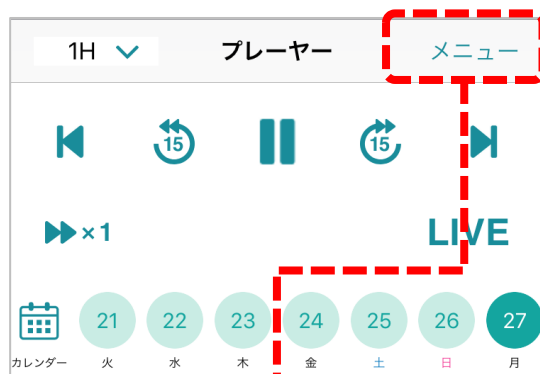 1H プレーヤー メニュー
15 15
×1 LIVE
21 22 23 24 25 26 27
カレンダー 火 水 木 金 土 日 月